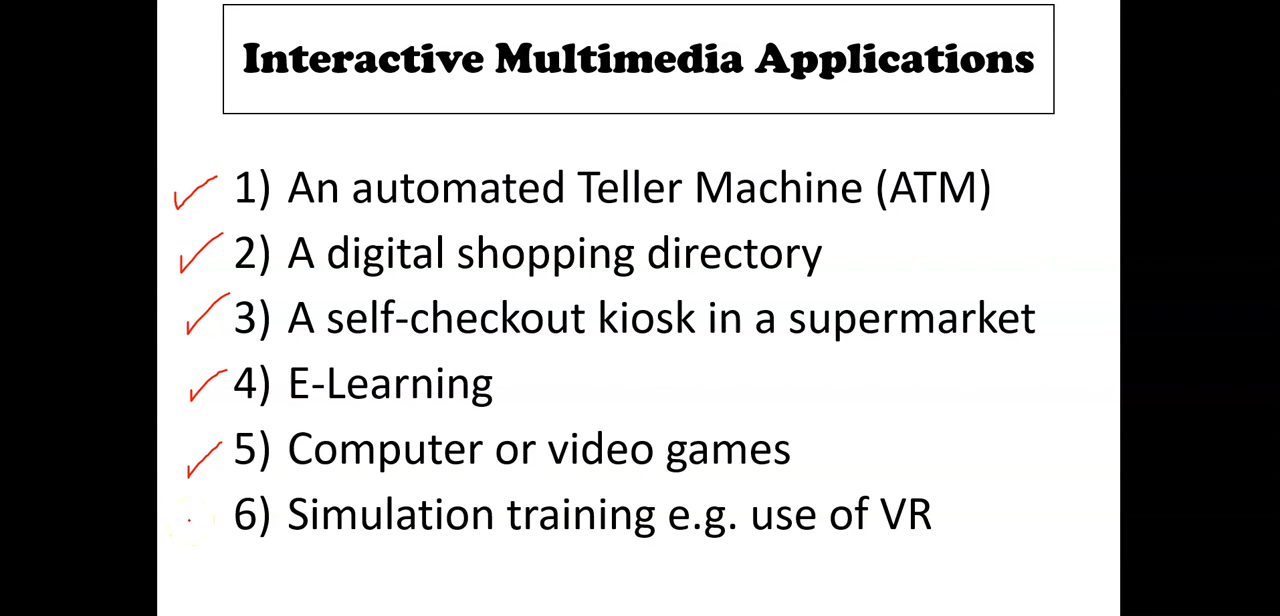 Interactive Multimedia Applications
1) An automated Teller Machine (ATM)
2) A digital shopping directory
3) A self-checkout kiosk in a supermarket
4) E-Learning
5) Computer or video games
6) Simulation training e.g. use of VR